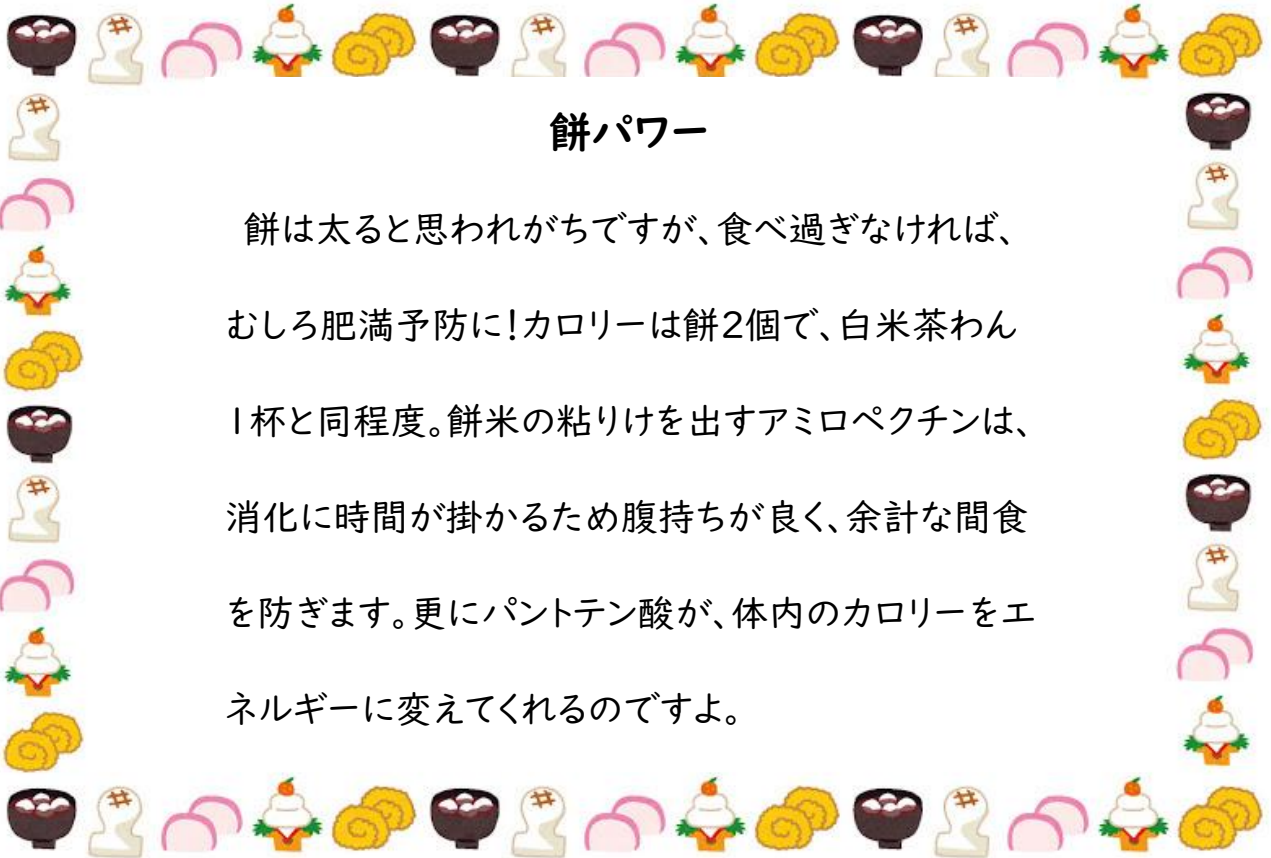 餅パワー
餅は太ると思われがちですが、食べ過ぎなければ、
むしろ肥満予防に！カロリーは餅2個で、白米茶わん
1杯と同程度。餅米の粘りけを出すアミロペクチンは、
消化に時間が掛かるため腹持ちが良く、余計な間食
を防ぎます。更にパントテン酸が、体内のカロリーをエ
ネルギーに変えてくれるのですよ。